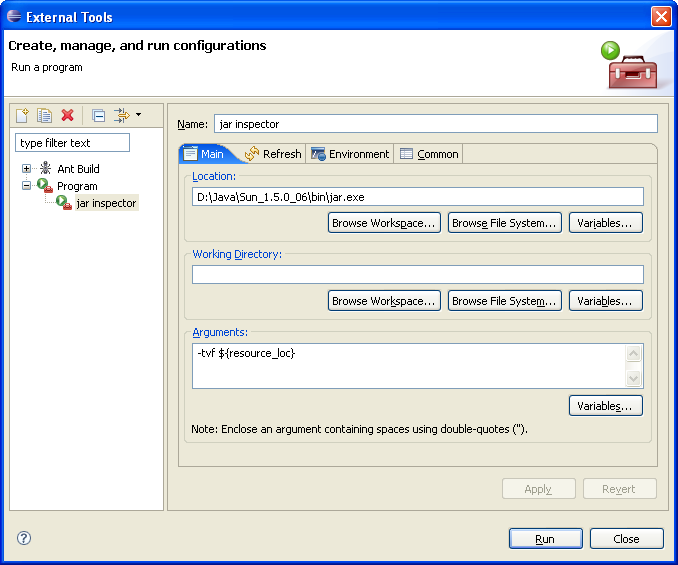 External Tools
Create, manage, and run configurations
Run a program
type filter text
Ant Build
Program
jar inspector
Name: jar inspector
Main Refresh Environment Common
Location:
D:\Java\Sun_1.5.0_06\bin\jar.exe
Browse Workspace... Browse File System... Variables...
Working Directory:
Browse Workspace... Browse File System... Variables...
Arguments:
-tvf ${resource_loc}
Variables...
Note: Enclose an argument containing spaces using double-quotes (").
Apply Revert
? Run Close